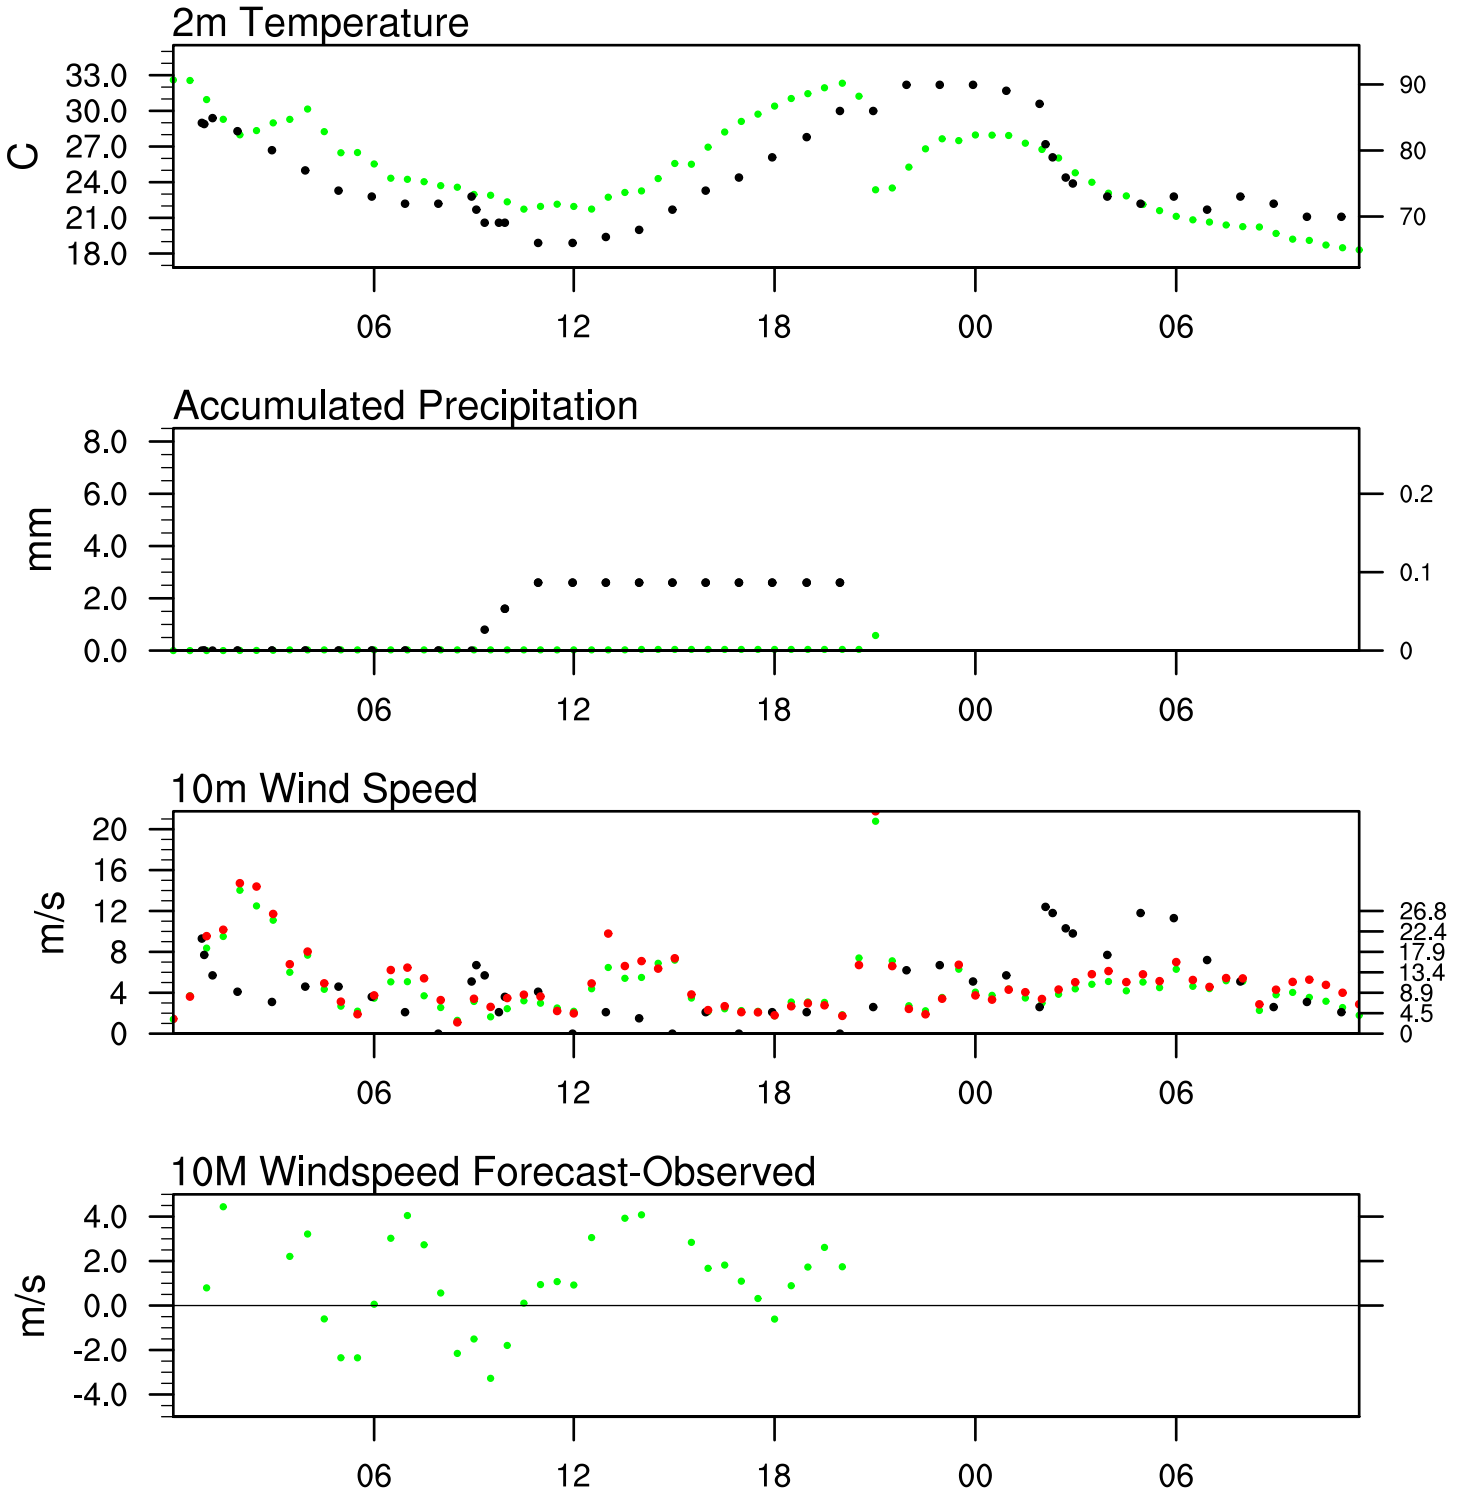 2m Temperature
C
33.0
30.0
27.0
24.0
21.0
18.0
90
80
70
06 12 18 00 06
Accumulated Precipitation
mm
8.0
6.0
4.0
2.0
0.0
0.2
0.1
0
06 12 18 00 06
10m Wind Speed
m/s
20
16
12
8
4
0
26.8
22.4
17.9
13.4
8.9
4.5
0
06 12 18 00 06
10M Windspeed Forecast-Observed
m/s
4.0
2.0
0.0
-2.0
-4.0
06 12 18 00 06